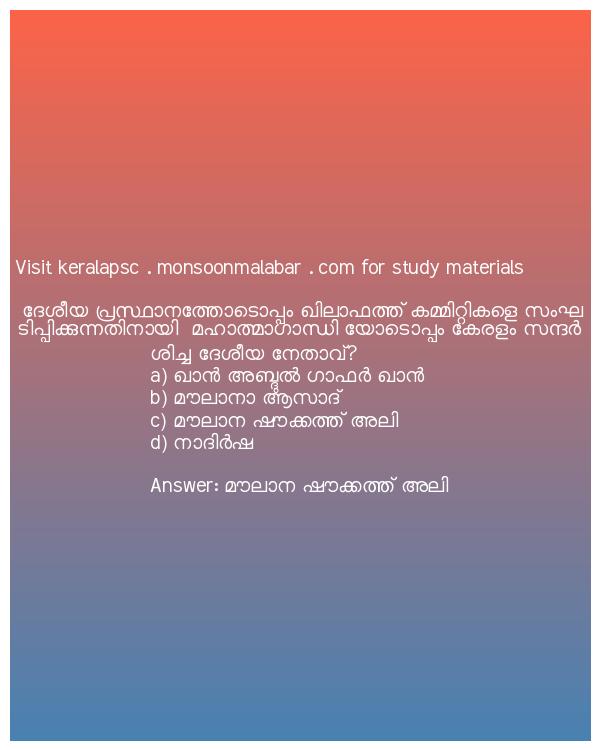 Visit keralapsc . monsoonmalabar . com for study materials
ദേശീയ പ്രസ്ഥാനത്തോടൊപ്പം ഖിലാഫത്ത് കമ്മിറ്റികളെ സംഘ
ടിപ്പിക്കുന്നതിനായി  മഹാത്മാഗാന്ധി യോടൊപ്പം കേരളം സന്ദർ
ശിച്ച ദേശീയ നേതാവ്?
a) ഖാൻ അബ്ദുൽ ഗാഫർ ഖാൻ
b) മൗലാനാ ആസാദ്
c) മൗലാന ഷൗക്കത്ത് അലി
d) നാദിർഷ
Answer: മൗലാന ഷൗക്കത്ത് അലി